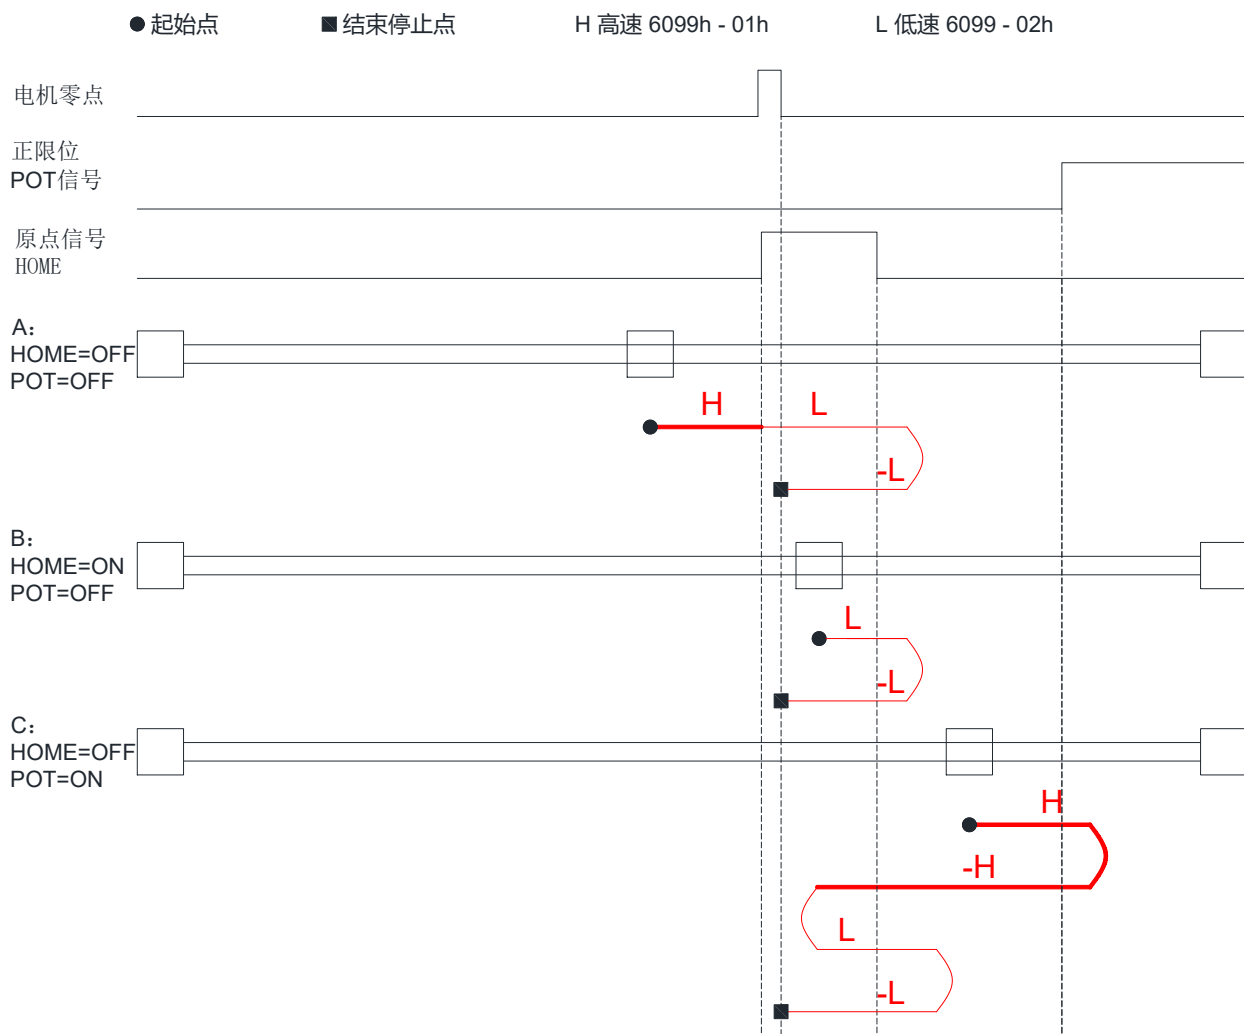 起始点 结束停止点 H 高速 6099h - 01h L 低速 6099 - 02h
电机零点
正限位
POT信号
原点信号
HOME
A：
HOME=OFF
POT=OFF
H L
-L
B：
HOME=ON
POT=OFF
L
-L
C：
HOME=OFF
POT=ON
H
-H
L
-L